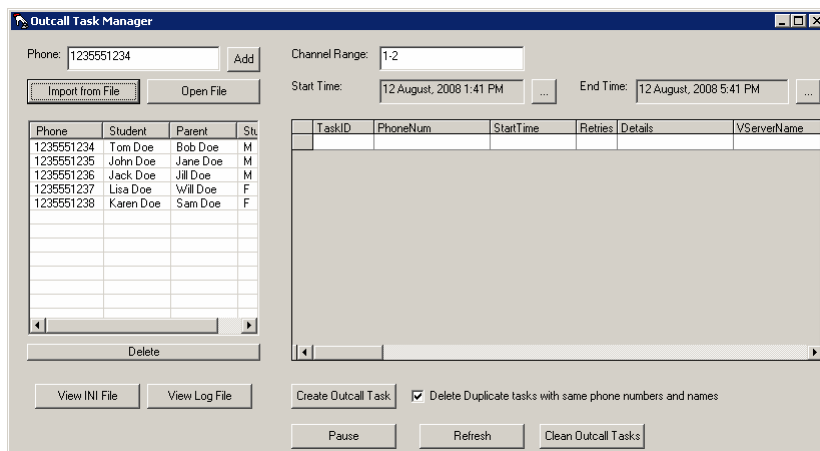 Outcall Task Manager
Phone: 1235551234 Add
Channel Range: 1-2
Import from File Open File
Start Time: 12 August, 2008 1:41 PM ... End Time: 12 August, 2008 5:41 PM ...
Phone Student Parent Stu
1235551234 Tom Doe Bob Doe M
1235551235 John Doe Jane Doe M
1235551236 Jack Doe Jill Doe M
1235551237 Lisa Doe Will Doe F
1235551238 Karen Doe Sam Doe F
TaskID PhoneNum StartTime Retries Details VServerName
Delete
View INI File View Log File
Create Outcall Task Delete Duplicate tasks with same phone numbers and names
Pause Refresh Clean Outcall Tasks